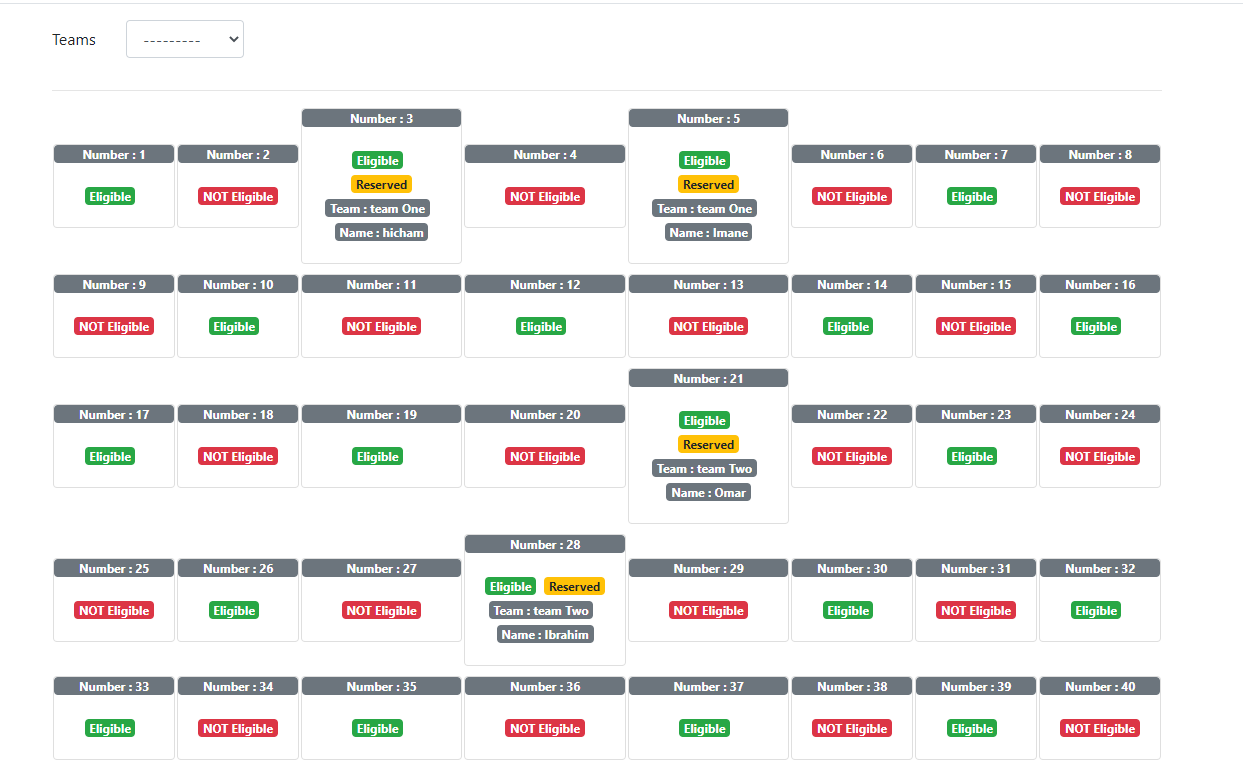 Teams ---------
Number : 1 Number : 2 Number : 3 Number : 4 Number : 5 Number : 6 Number : 7 Number : 8
Eligible NOT Eligible Eligible NOT Eligible Eligible NOT Eligible Eligible NOT Eligible
Reserved Reserved
Team : team One Team : team One
Name : hicham Name : Imane
Number : 9 Number : 10 Number : 11 Number : 12 Number : 13 Number : 14 Number : 15 Number : 16
NOT Eligible Eligible NOT Eligible Eligible NOT Eligible Eligible NOT Eligible Eligible
Number : 17 Number : 18 Number : 19 Number : 20 Number : 21 Number : 22 Number : 23 Number : 24
Eligible NOT Eligible Eligible NOT Eligible Eligible NOT Eligible Eligible NOT Eligible
Reserved
Team : team Two
Name : Omar
Number : 25 Number : 26 Number : 27 Number : 28 Number : 29 Number : 30 Number : 31 Number : 32
NOT Eligible Eligible NOT Eligible Eligible Reserved NOT Eligible Eligible NOT Eligible Eligible
Team : team Two
Name : Ibrahim
Number : 33 Number : 34 Number : 35 Number : 36 Number : 37 Number : 38 Number : 39 Number : 40
Eligible NOT Eligible Eligible NOT Eligible Eligible NOT Eligible Eligible NOT Eligible